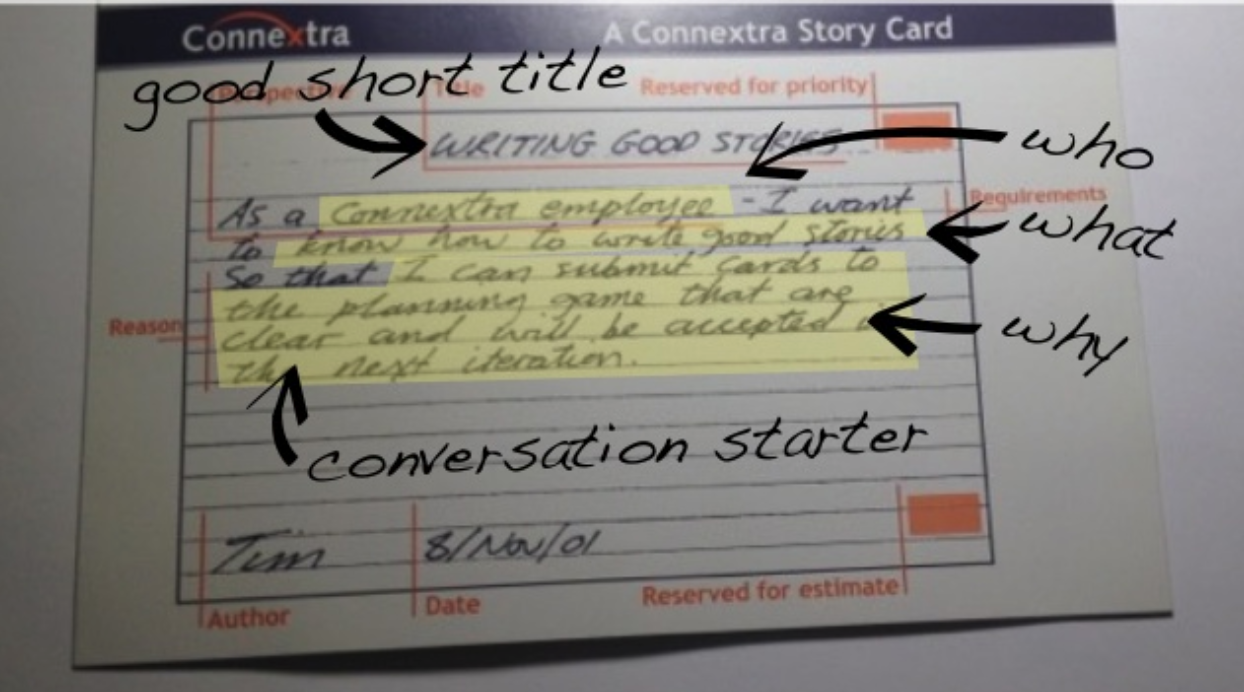 Connextra
A Connextra Story Card
good short title
Title
Reserved for priority
WRITING GOOD STORIES
who
Requirements
As a Connextra employee - I want
to know how to write good stories
what
So that I can submit cards to
the planning game that are
Reason
clear and will be accepted
why
the next iteration.
conversation starter
Tim
8/Nov/01
Author
Date
Reserved for estimate